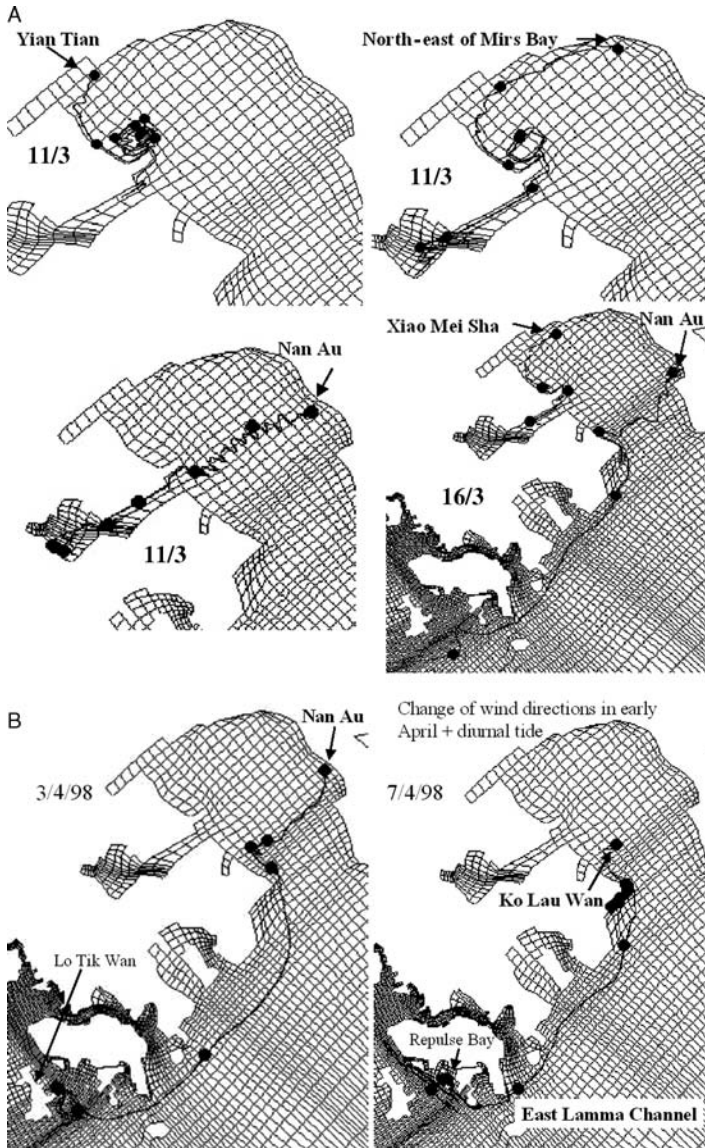 A
Yian Tian
North-east of Mirs Bay
11/3
11/3
Nan Au
11/3
Xiao Mei Sha
Nan Au
16/3
B
Nan Au
3/4/98
Lo Tik Wan
Change of wind directions in early
April + diurnal tide
7/4/98
Ko Lau Wan
Repulse Bay
East Lamma Channel